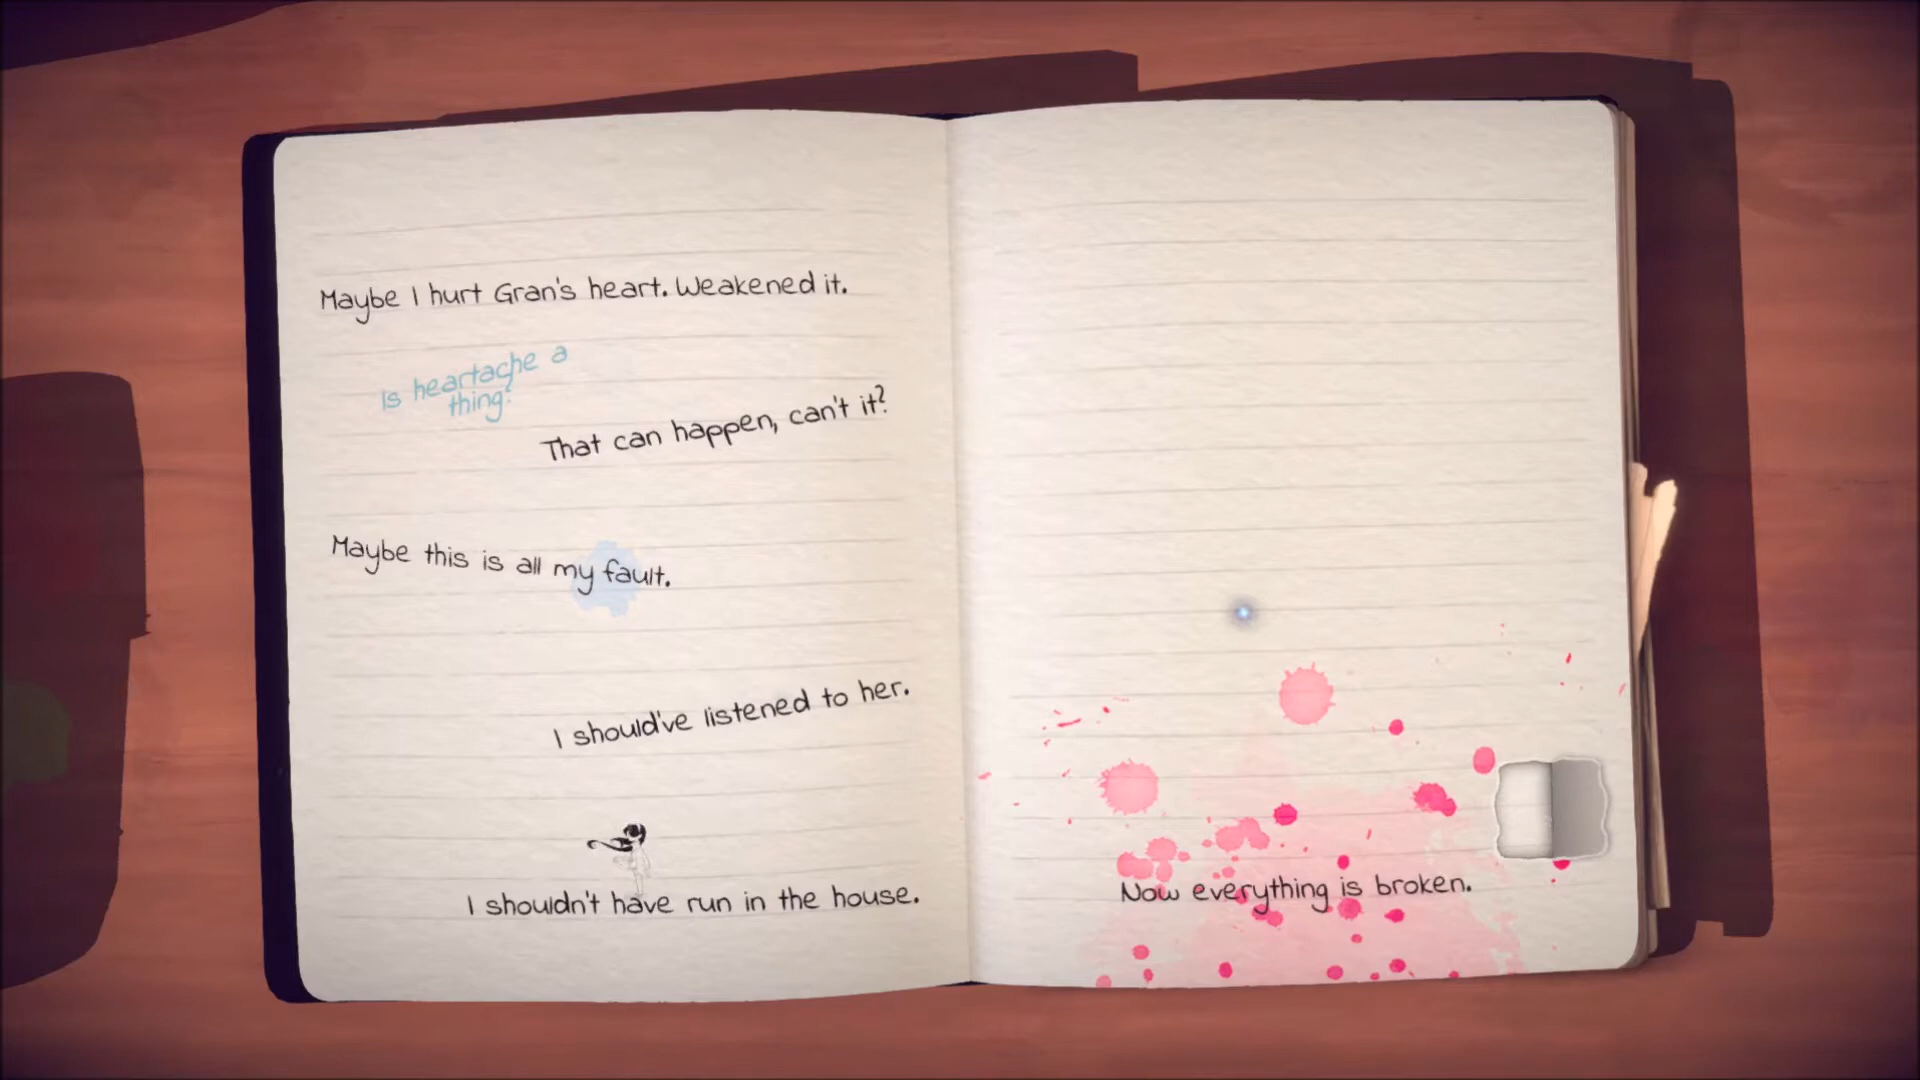 Maybe I hurt Gran's heart. Weakened it.
Is heartache a
thing?
That can happen, can't it?
Maybe this is all my fault.
I should've listened to her.
I shouldn't have run in the house.
Now everything is broken.